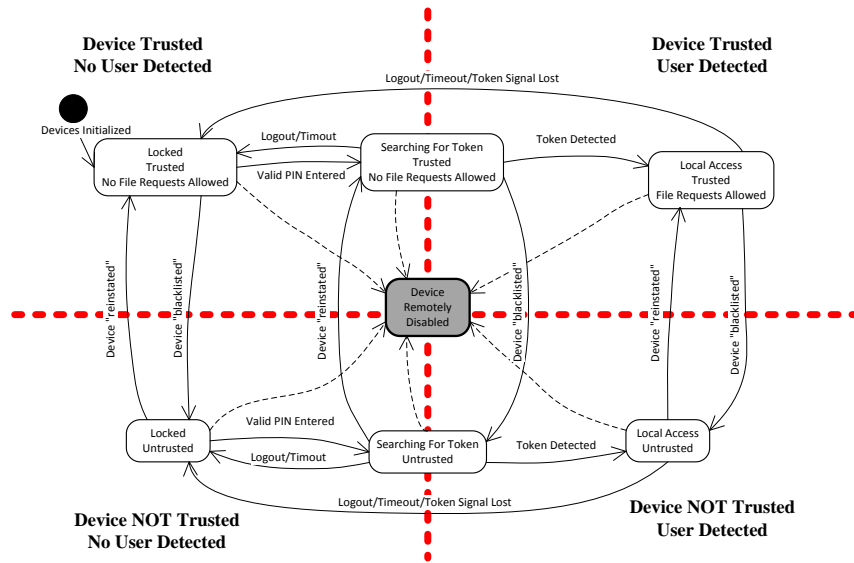 Device Trusted
No User Detected
Device Trusted
User Detected
Logout/Timeout/Token Signal Lost
Devices Initialized
Locked
Trusted
No File Requests Allowed
Logout/Timout
Valid PIN Entered
Searching For Token
Trusted
No File Requests Allowed
Token Detected
Local Access
Trusted
File Requests Allowed
Device "reinstated"
Device "blacklisted"
Device "reinstated"
Device
Remotely
Disabled
Device "blacklisted"
Device "reinstated"
Device "blacklisted"
Locked
Untrusted
Valid PIN Entered
Logout/Timout
Searching For Token
Untrusted
Token Detected
Local Access
Untrusted
Logout/Timeout/Token Signal Lost
Device NOT Trusted
No User Detected
Device NOT Trusted
User Detected